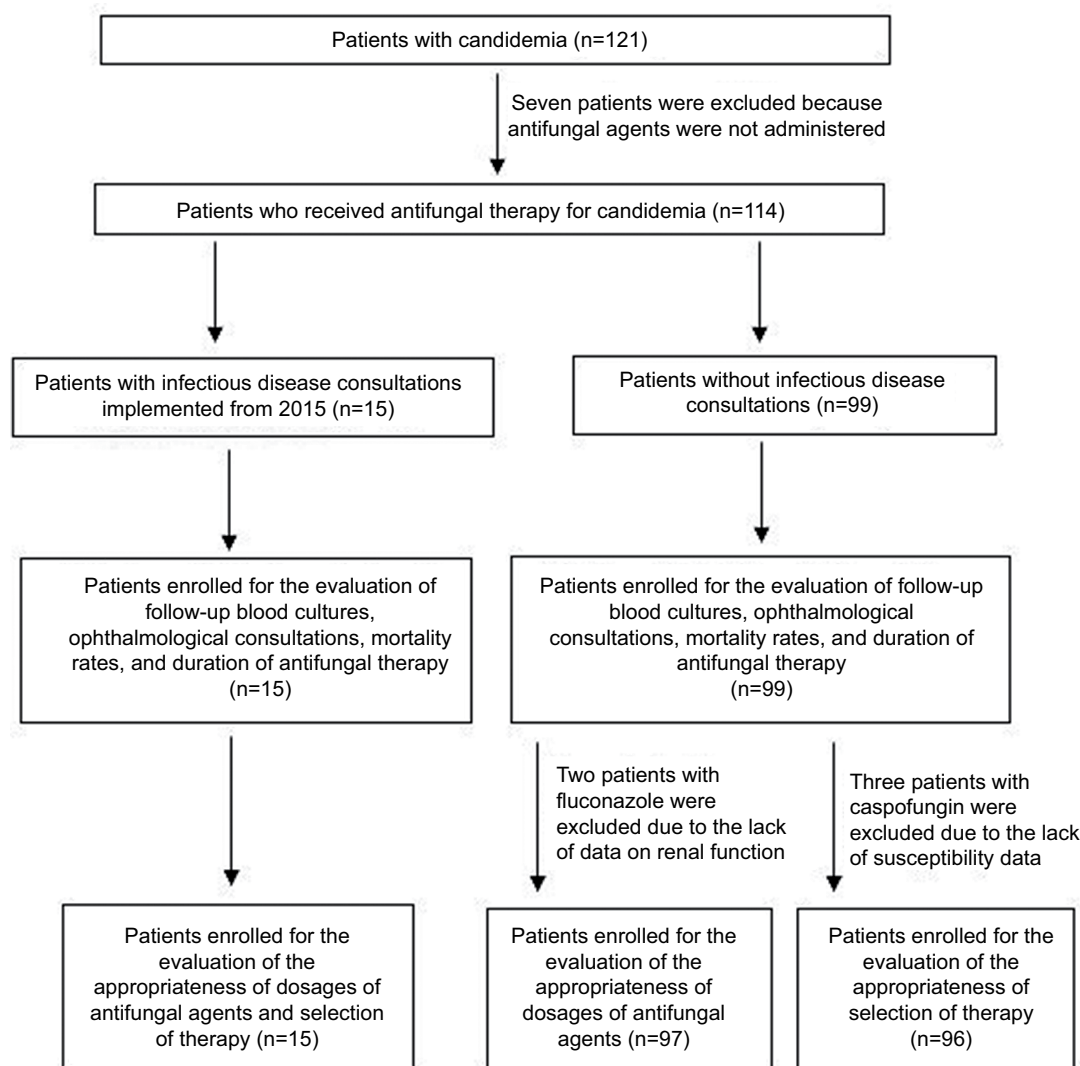 Patients with candidemia (n=121)
Seven patients were excluded because
antifungal agents were not administered
Patients who received antifungal therapy for candidemia (n=114)
Patients with infectious disease consultations
implemented from 2015 (n=15)
Patients without infectious disease
consultations (n=99)
Patients enrolled for the evaluation of
follow-up blood cultures,
ophthalmological consultations, mortality
rates, and duration of antifungal therapy
(n=15)
Patients enrolled for the evaluation of follow-up
blood cultures, ophthalmological
consultations, mortality rates, and duration of
antifungal therapy
(n=99)
Two patients with
fluconazole were
excluded due to the lack
of data on renal function
Three patients with
caspofungin were
excluded due to the lack
of susceptibility data
Patients enrolled for the
evaluation of the
appropriateness of dosages of
antifungal agents and selection
of therapy (n=15)
Patients enrolled for the
evaluation of the
appropriateness of
dosages of antifungal
agents (n=97)
Patients enrolled for the
evaluation of the
appropriateness of
selection of therapy
(n=96)